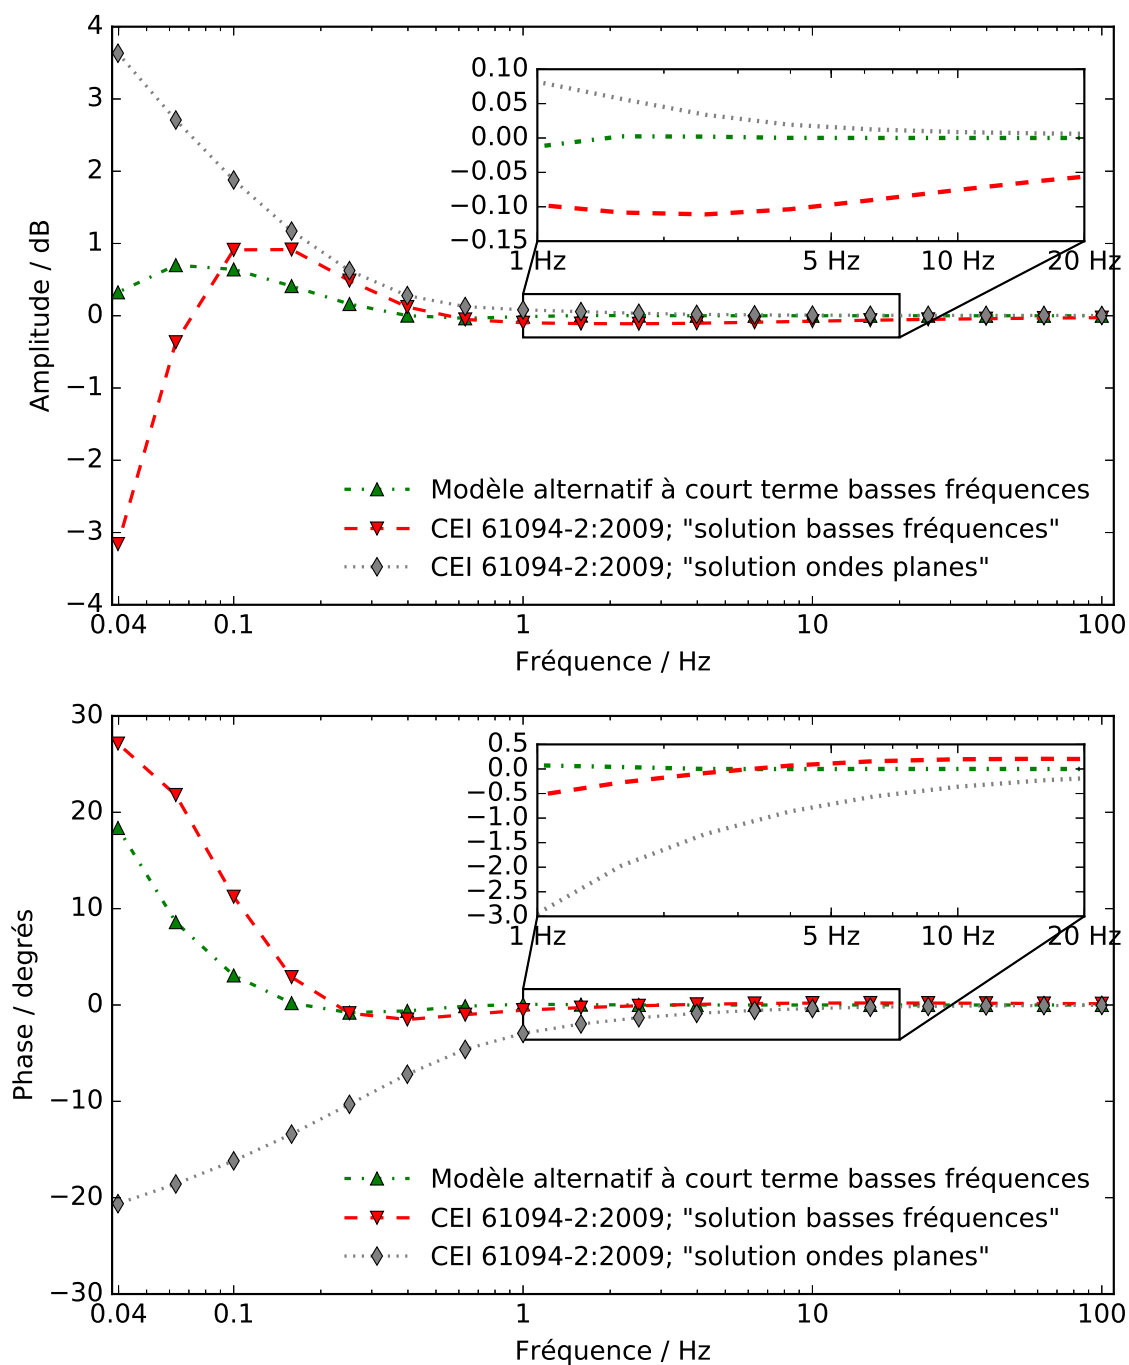 4
3
2
1
0
−1
−2
−3
−4
Amplitude / dB
0.10
0.05
0.00
−0.05
−0.10
−0.15
1 Hz 5 Hz 10 Hz 20 Hz
Modèle alternatif à court terme basses fréquences
CEI 61094-2:2009; "solution basses fréquences"
CEI 61094-2:2009; "solution ondes planes"
0.04 0.1 1 10 100
Fréquence / Hz
30
20
10
0
−10
−20
−30
Phase / degrés
0.5
0.0
−0.5
−1.0
−1.5
−2.0
−2.5
−3.0
1 Hz 5 Hz 10 Hz 20 Hz
Modèle alternatif à court terme basses fréquences
CEI 61094-2:2009; "solution basses fréquences"
CEI 61094-2:2009; "solution ondes planes"
0.04 0.1 1 10 100
Fréquence / Hz